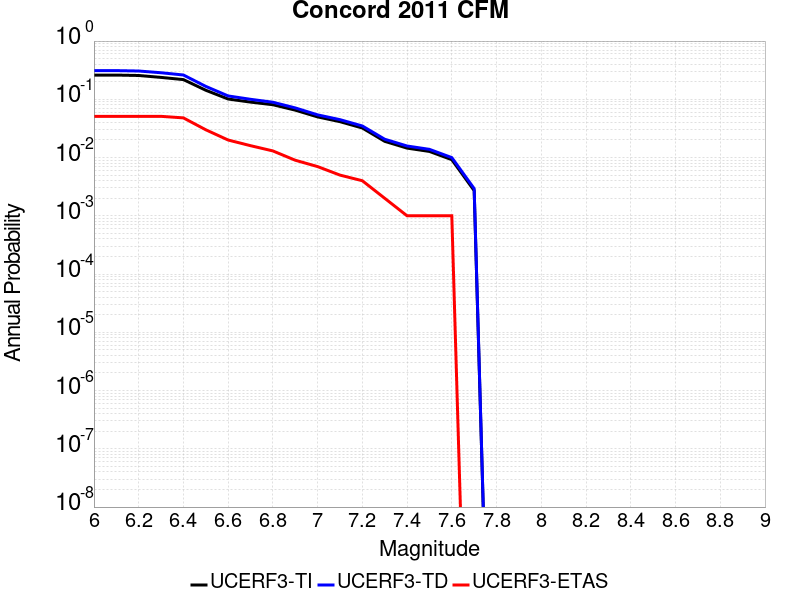 Concord 2011 CFM
10^0
10^-1
10^-2
10^-3
10^-4
10^-5
10^-6
10^-7
10^-8
Annual Probability
6 6.2 6.4 6.6 6.8 7 7.2 7.4 7.6 7.8 8 8.2 8.4 8.6 8.8 9
Magnitude
UCERF3-TI UCERF3-TD UCERF3-ETAS